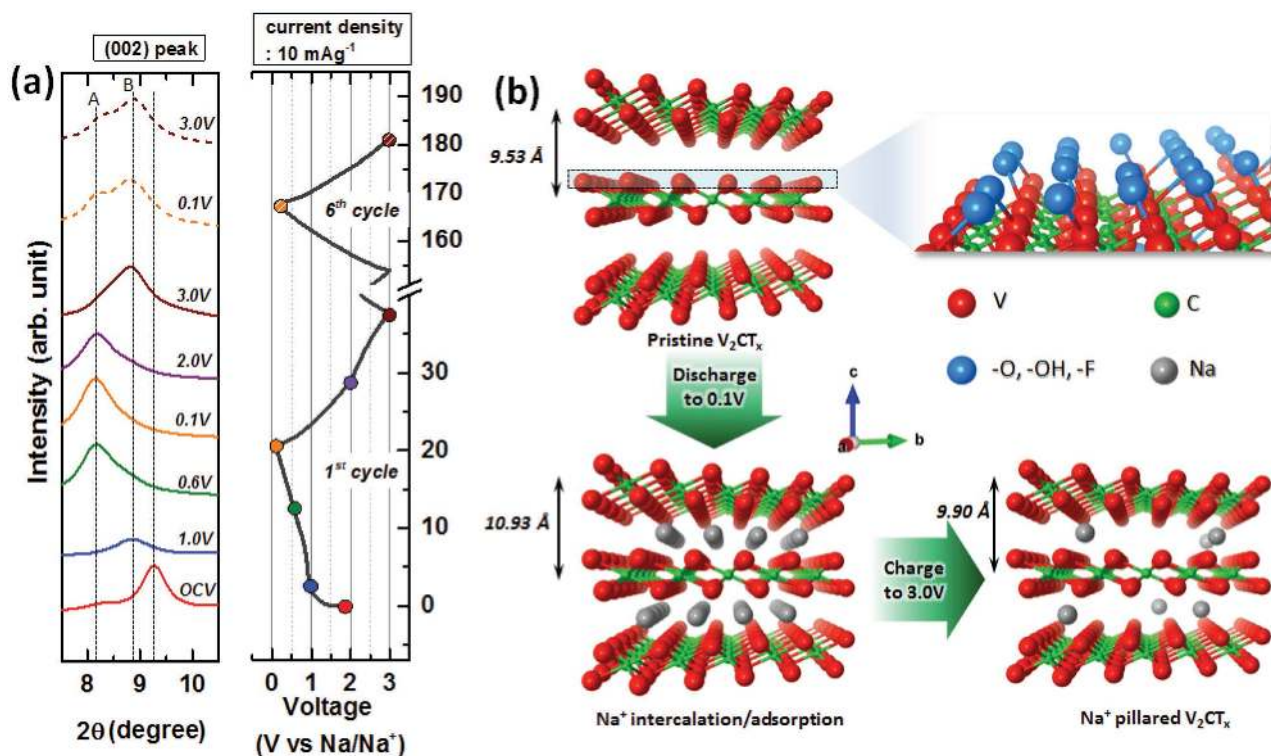 (a)
(002) peak
A
B
3.0V
0.1V
3.0V
2.0V
0.1V
0.6V
1.0V
OCV
Intensity (arb. unit)
8 9 10
2θ (degree)
current density
: 10 mAg⁻¹
190
180
170
160
30
20
10
0
6ᵗʰ cycle
1ˢᵗ cycle
0 1 2 3
Voltage
(V vs Na/Na⁺)
(b)
9.53 Å
Pristine V₂CTₓ
V
C
-O, -OH, -F
Na
Discharge
to 0.1V
c
a
b
10.93 Å
Na⁺ intercalation/adsorption
Charge
to 3.0V
9.90 Å
Na⁺ pillared V₂CTₓ